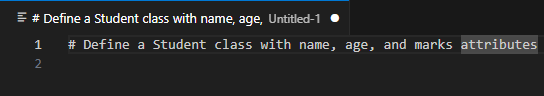 # Define a Student class with name, age, Untitled-1
1 # Define a Student class with name, age, and marks attributes
2